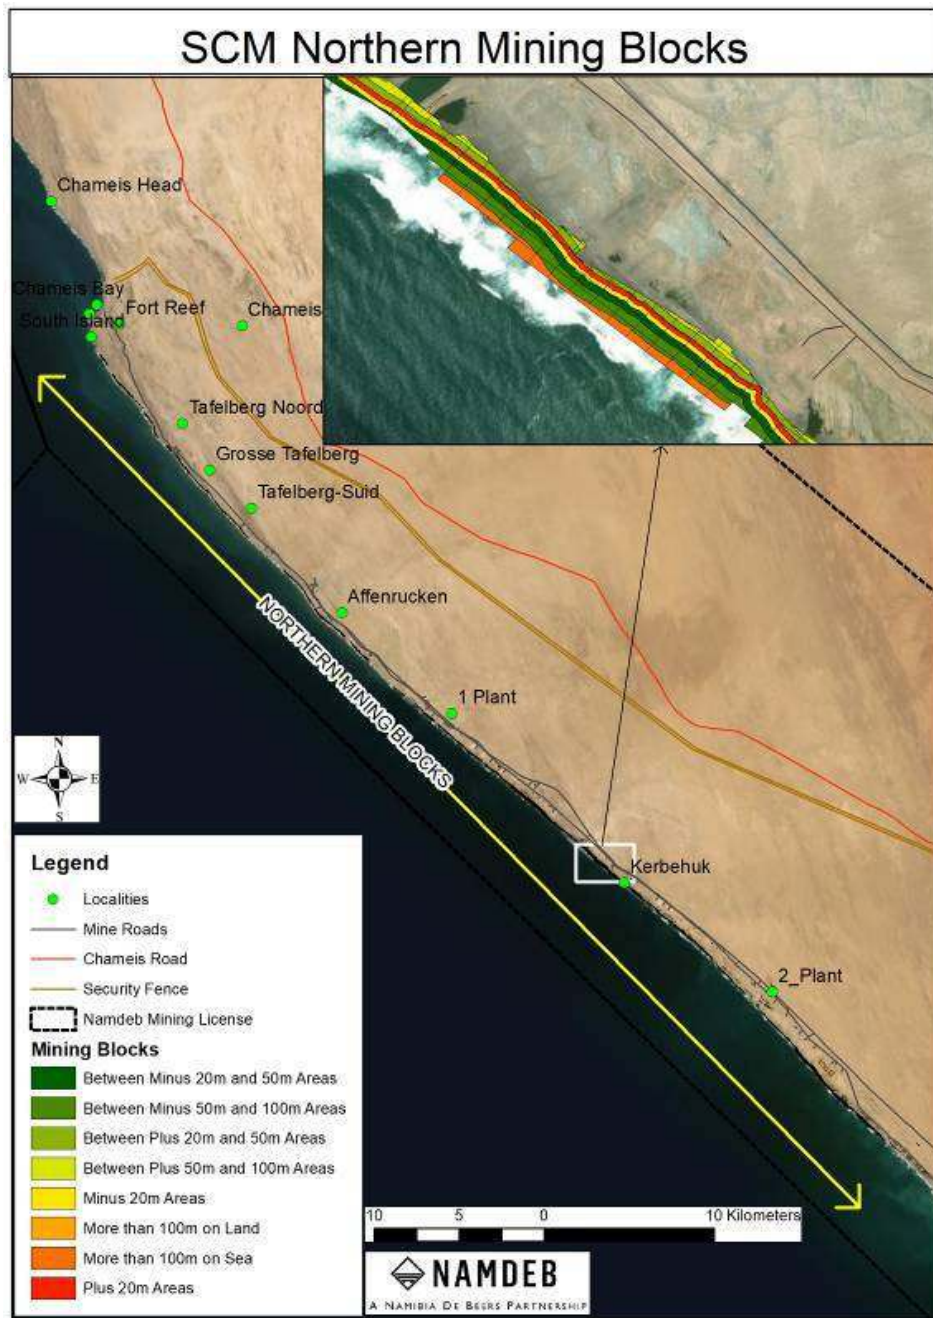 SCM Northern Mining Blocks
Chameis Head
Chameis Bay
Fort Reef
Chameis
South Island
Tafelberg Noord
Grosse Tafelberg
Tafelberg-Suid
Affenrucken
NORTHERN MINING BLOCKS
1 Plant
Kerbehuk
2_Plant
N
W E
S
Legend
Localities
Mine Roads
Chameis Road
Security Fence
Namdeb Mining License
Mining Blocks
Between Minus 20m and 50m Areas
Between Minus 50m and 100m Areas
Between Plus 20m and 50m Areas
Between Plus 50m and 100m Areas
Minus 20m Areas
More than 100m on Land
More than 100m on Sea
Plus 20m Areas
10 5 0 10 Kilometers
NAMDEB
A NAMIBIA DE BEERS PARTNERSHIP